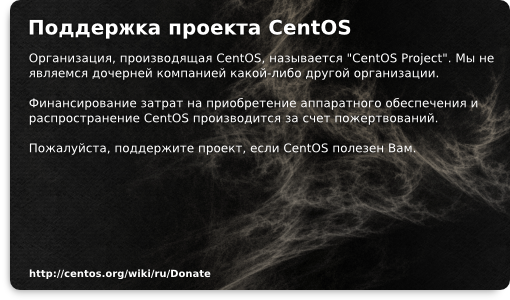 Поддержка проекта CentOS
Организация, производящая CentOS, называется "CentOS Project". Мы не
являемся дочерней компанией какой-либо другой организации.
Финансирование затрат на приобретение аппаратного обеспечения и
распространение CentOS производится за счет пожертвований.
Пожалуйста, поддержите проект, если CentOS полезен Вам.
http://centos.org/wiki/ru/Donate